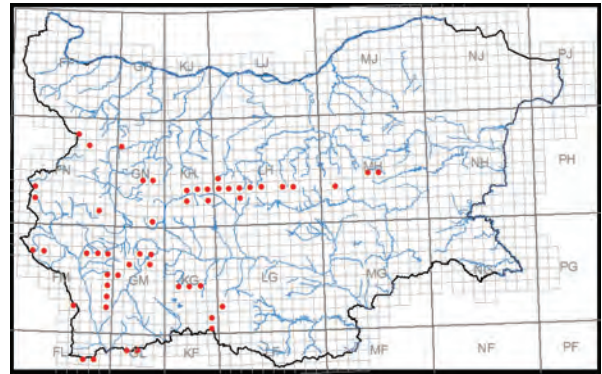 FP GP KJ LJ MJ NJ PJ
FN GN KH LH MH NH PH
FM GM KG LG MG NG PG
FL GL KF LF MF NF PF